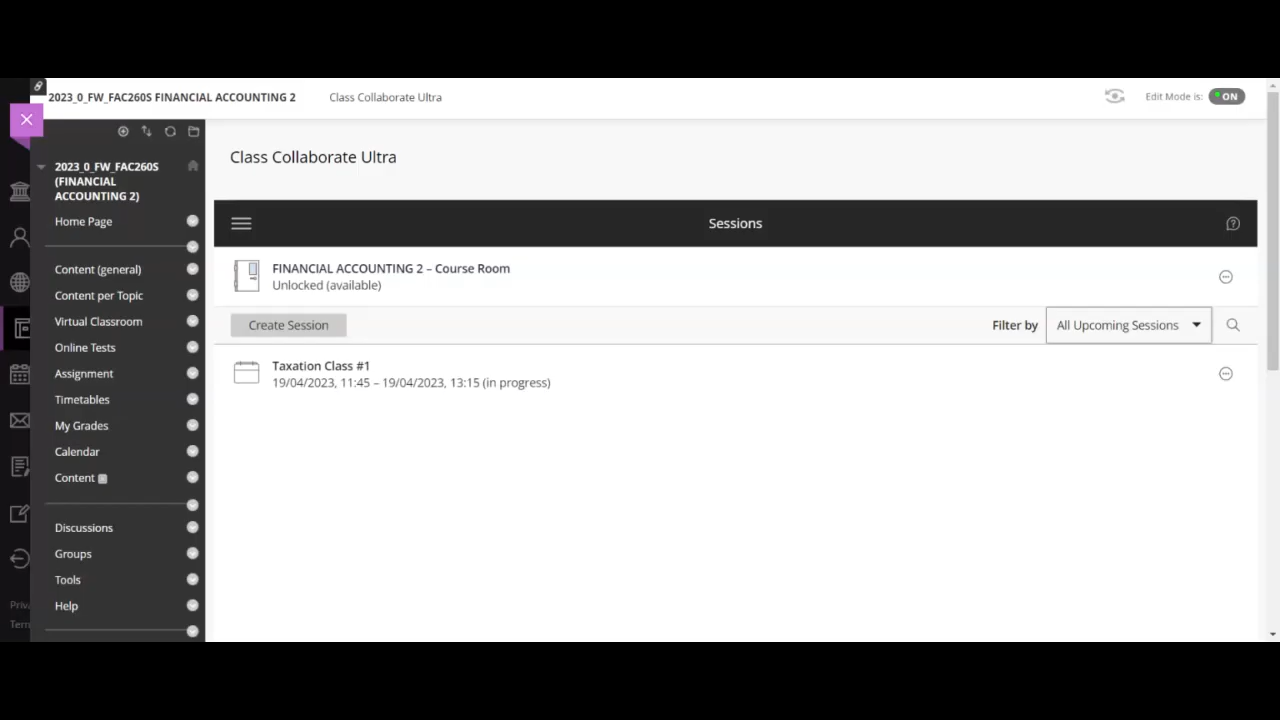 2023_0_FW_FAC260S FINANCIAL ACCOUNTING 2
Class Collaborate Ultra
Edit Mode is:
ON
2023_0_FW_FAC260S
(FINANCIAL
ACCOUNTING 2)
Home Page
Content (general)
Content per Topic
Virtual Classroom
Online Tests
Assignment
Timetables
My Grades
Calendar
Content
Discussions
Groups
Tools
Help
Priv
Tern
Class Collaborate Ultra
Sessions
FINANCIAL ACCOUNTING 2 – Course Room
Unlocked (available)
Create Session
Filter by
All Upcoming Sessions
Taxation Class #1
19/04/2023, 11:45 – 19/04/2023, 13:15 (in progress)